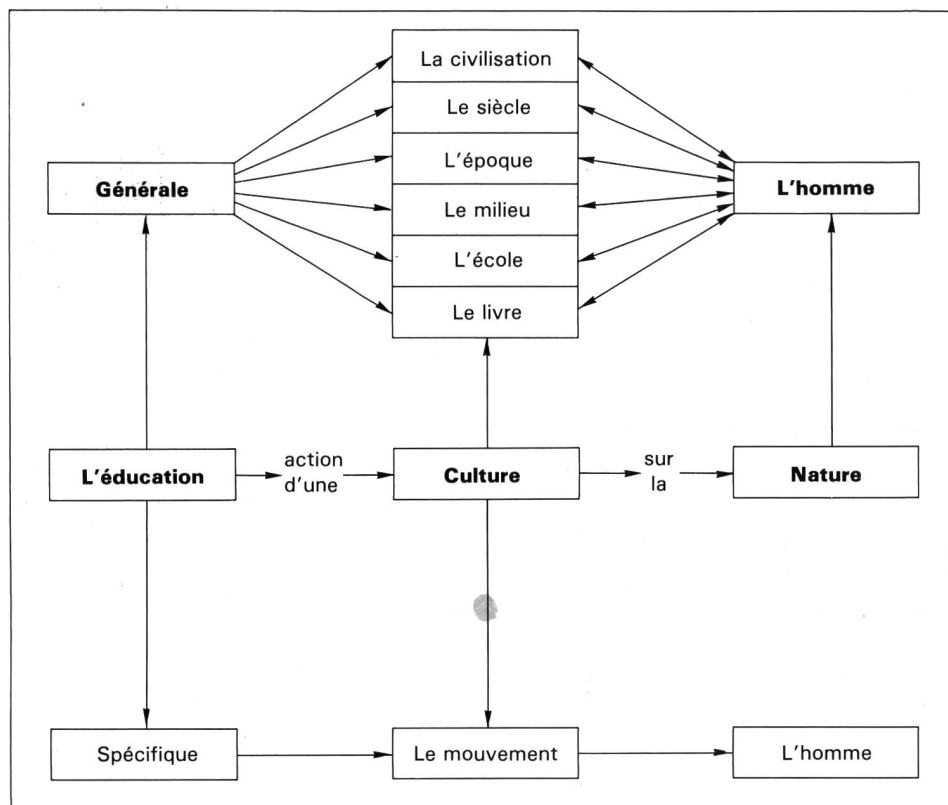 La civilisation
Le siècle
L'époque
Générale
L'homme
Le milieu
L'école
Le livre
L'éducation
action
d'une
Culture
sur
la
Nature
Spécifique
Le mouvement
L'homme